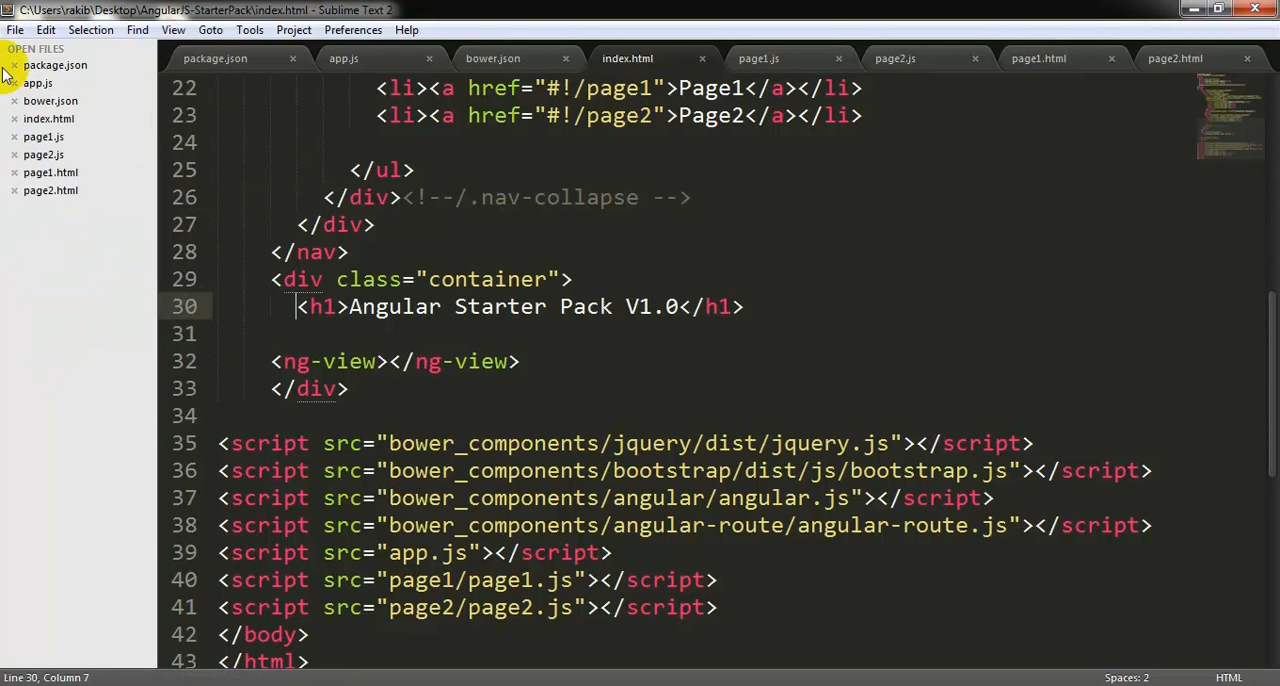 C:\Users\rakib\Desktop\AngularJS-StarterPack\index.html - Sublime Text 2
File Edit Selection Find View Goto Tools Project Preferences Help
OPEN FILES
package.json
app.js
bower.json
index.html
page1.js
page2.js
page1.html
page2.html
package.json app.js bower.json index.html page1.js page2.js page1.html page2.html
22 <li><a href="#!/page1">Page1</a></li>
23 <li><a href="#!/page2">Page2</a></li>
24
25 </ul>
26 </div><!--/.nav-collapse -->
27 </div>
28 </nav>
29 <div class="container">
30 <h1>Angular Starter Pack V1.0</h1>
31
32 <ng-view></ng-view>
33 </div>
34
35 <script src="bower_components/jquery/dist/jquery.js"></script>
36 <script src="bower_components/bootstrap/dist/js/bootstrap.js"></script>
37 <script src="bower_components/angular/angular.js"></script>
38 <script src="bower_components/angular-route/angular-route.js"></script>
39 <script src="app.js"></script>
40 <script src="page1/page1.js"></script>
41 <script src="page2/page2.js"></script>
42 </body>
43 </html>
Line 30, Column 7 Spaces: 2 HTML